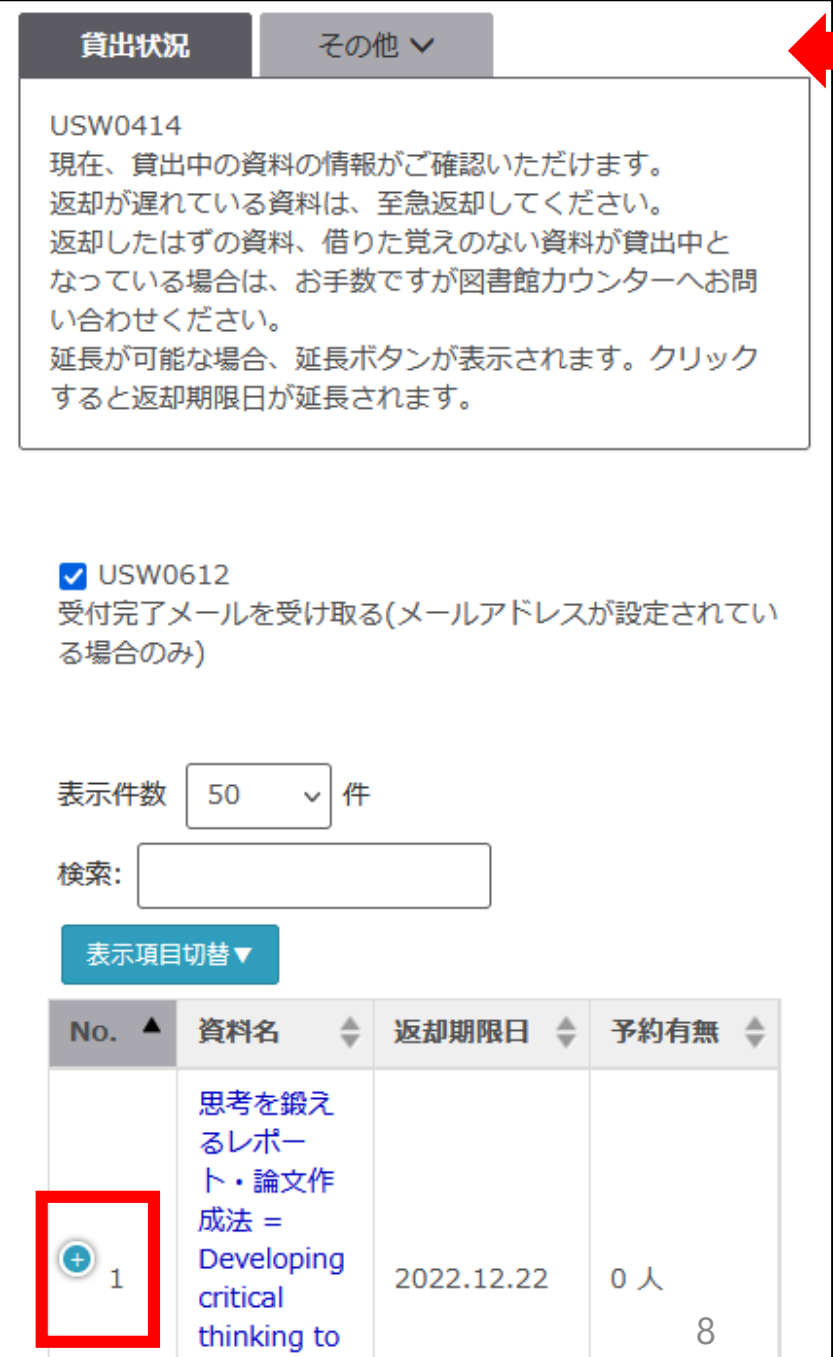 貸出状況 その他
USW0414
現在、貸出中の資料の情報がご確認いただけます。
返却が遅れている資料は、至急返却してください。
返却したはずの資料、借りた覚えのない資料が貸出中と
なっている場合は、お手数ですが図書館カウンターへお問
い合わせください。
延長が可能な場合、延長ボタンが表示されます。クリック
すると返却期限日が延長されます。
USW0612
受付完了メールを受け取る(メールアドレスが設定されてい
る場合のみ)
表示件数 50 件
検索:
表示項目切替▼
No. ▲ 資料名 返却期限日 予約有無
思考を鍛え
るレポー
ト・論文作
成法 =
Developing
1 2022.12.22 0 人
critical
thinking to
8